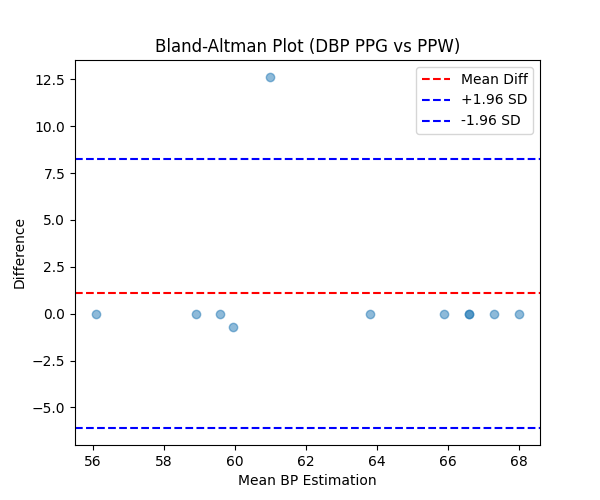 Bland-Altman Plot (DBP PPG vs PPW)
Mean Diff
+1.96 SD
-1.96 SD
12.5
10.0
7.5
5.0
2.5
0.0
−2.5
−5.0
Difference
56 58 60 62 64 66 68
Mean BP Estimation